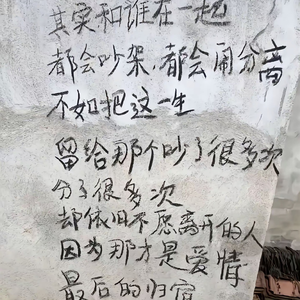 其实和谁在一起
都会吵架，都会闹分离
不如把这一生
留给那个吵了很多次
分了很多次
却依旧不愿离开的人
因为那才是爱情
最后的归宿